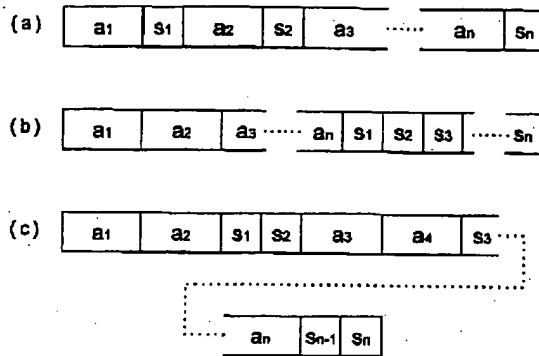 (a) a1 s1 a2 s2 a3 ...... an sn
(b) a1 a2 a3 ...... an s1 s2 s3 ...... sn
(c) a1 a2 s1 s2 a3 a4 s3
an sn-1 sn